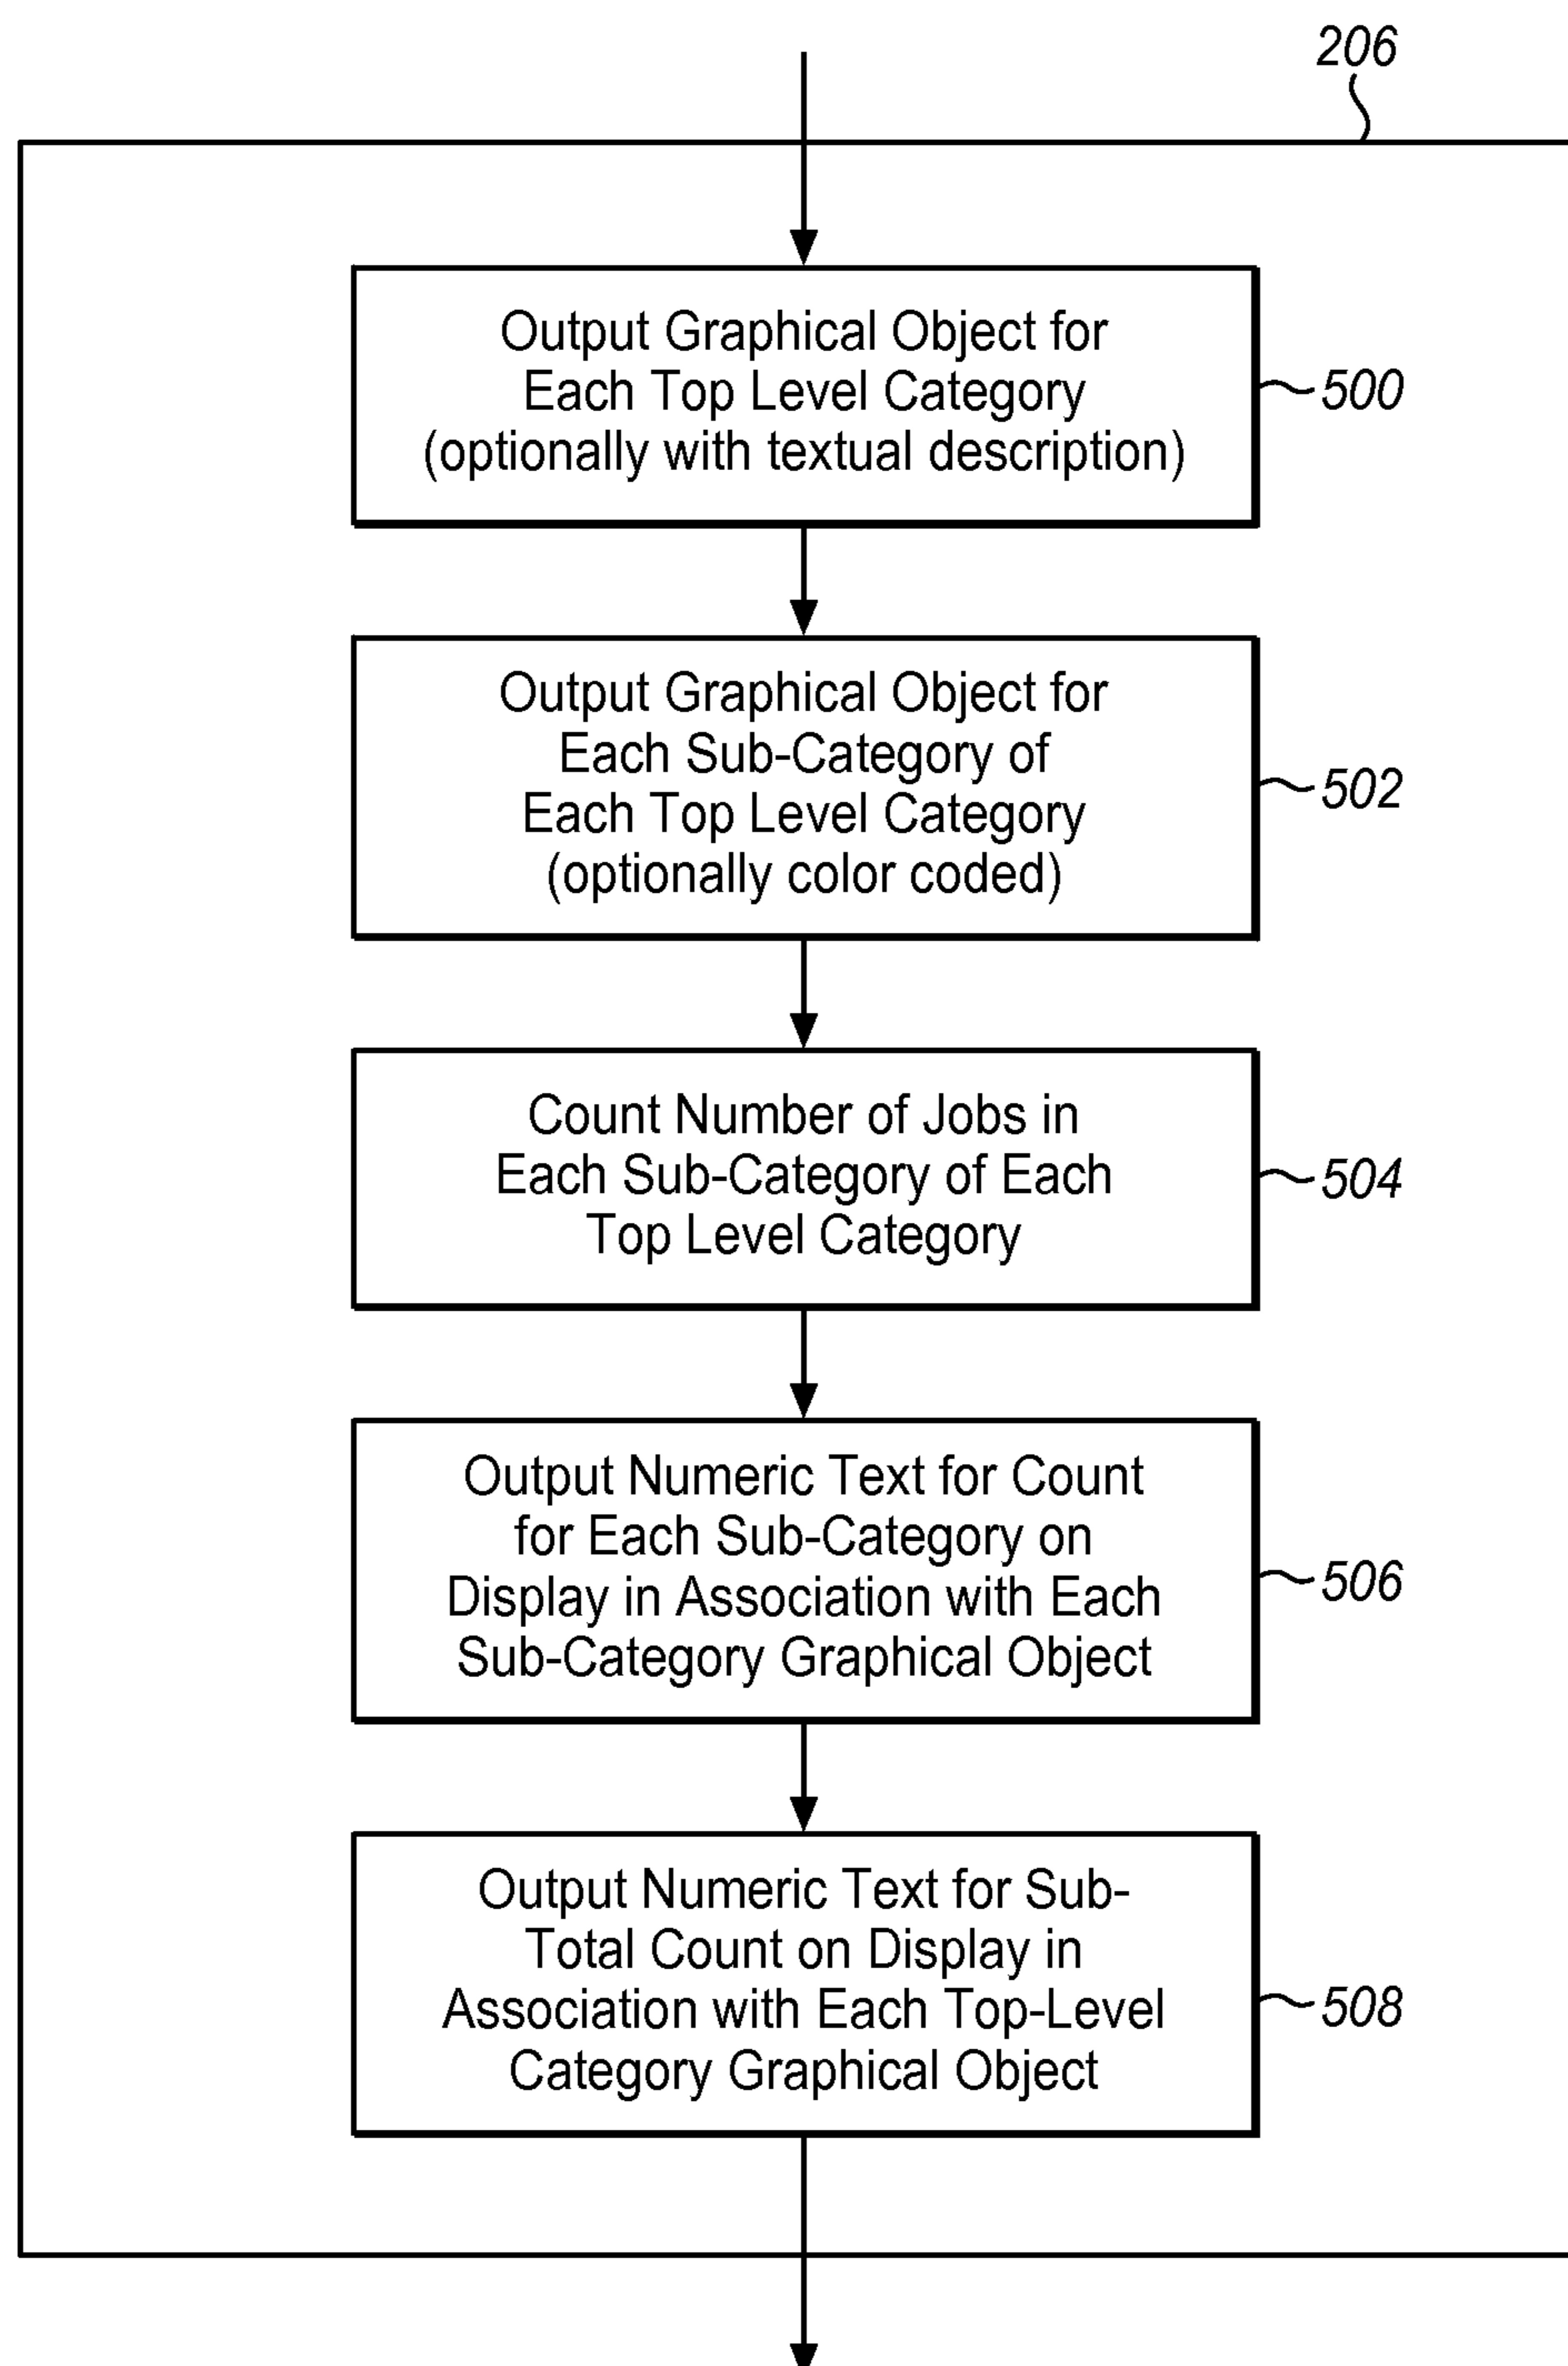 206
Output Graphical Object for
Each Top Level Category
(optionally with textual description)
500
Output Graphical Object for
Each Sub-Category of
Each Top Level Category
(optionally color coded)
502
Count Number of Jobs in
Each Sub-Category of Each
Top Level Category
504
Output Numeric Text for Count
for Each Sub-Category on
Display in Association with Each
Sub-Category Graphical Object
506
Output Numeric Text for Sub-
Total Count on Display in
Association with Each Top-Level
Category Graphical Object
508